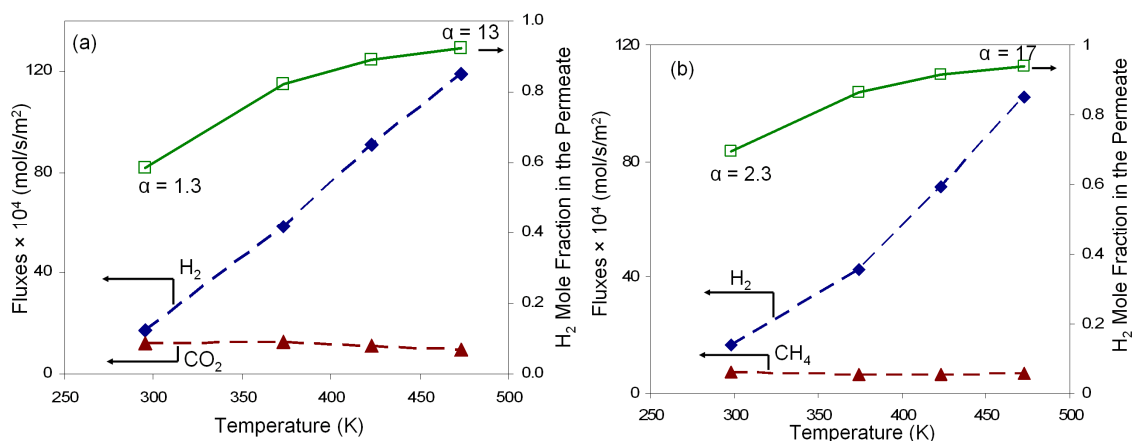 (a)
α = 13
1.0
120
0.8
80
0.6
α = 1.3
0.4
40
H₂
0.2
CO₂
0
0.0
250 300 350 400 450 500
Temperature (K)
Fluxes × 10⁴ (mol/s/m²)
H₂ Mole Fraction in the Permeate
(b)
α = 17
120
1
0.8
80
α = 2.3
0.6
40
0.4
H₂
0.2
CH₄
0
0
250 300 350 400 450 500
Temperature (K)
Fluxes × 10⁴ (mol/s/m²)
H₂ Mole Fraction in the Permeate